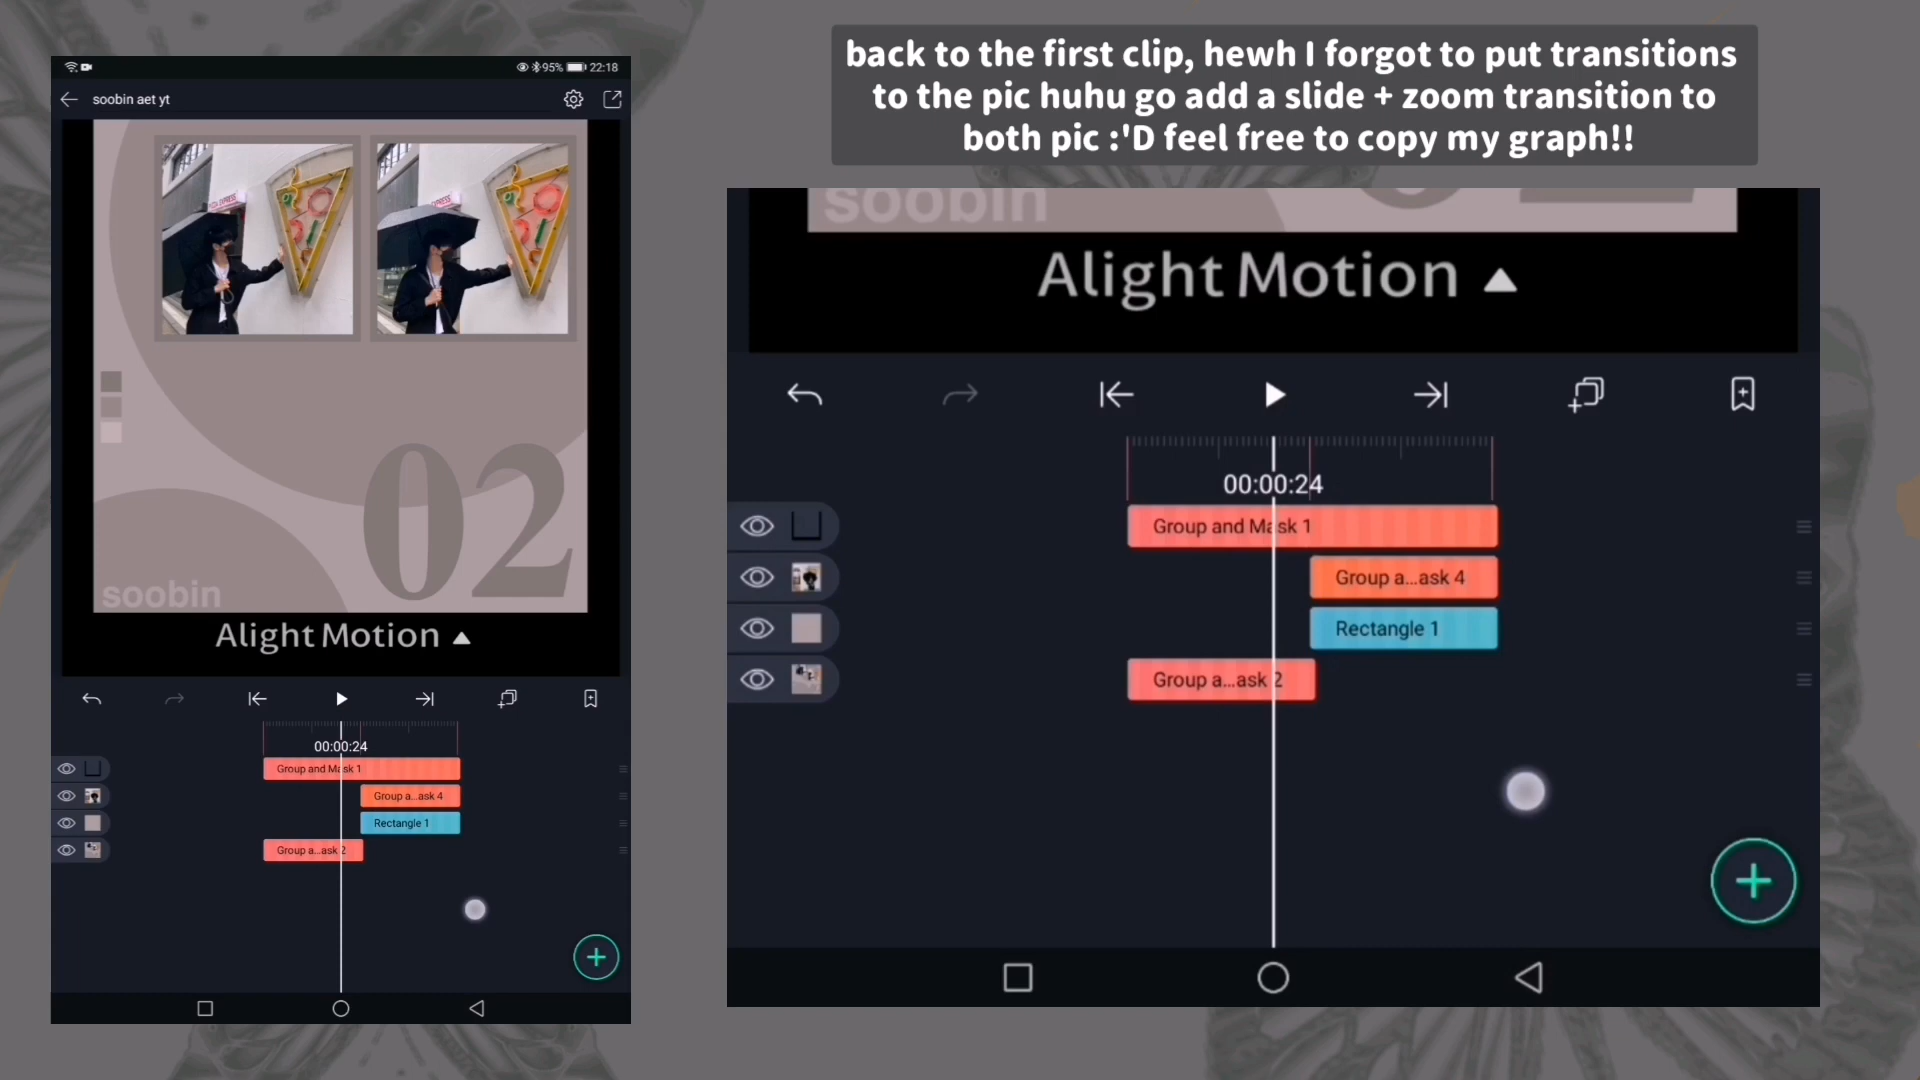 back to the first clip, hewh I forgot to put transitions
to the pic huhu go add a slide + zoom transition to
both pic :'D feel free to copy my graph!!
95% 22:18
soobin aet yt
02
soobin
Alight Motion
00:00:24
Group and Mask 1
Group a...ask 4
Rectangle 1
Group a...ask 2
soobin
Alight Motion
00:00:24
Group and Mask 1
Group a...ask 4
Rectangle 1
Group a...ask 2